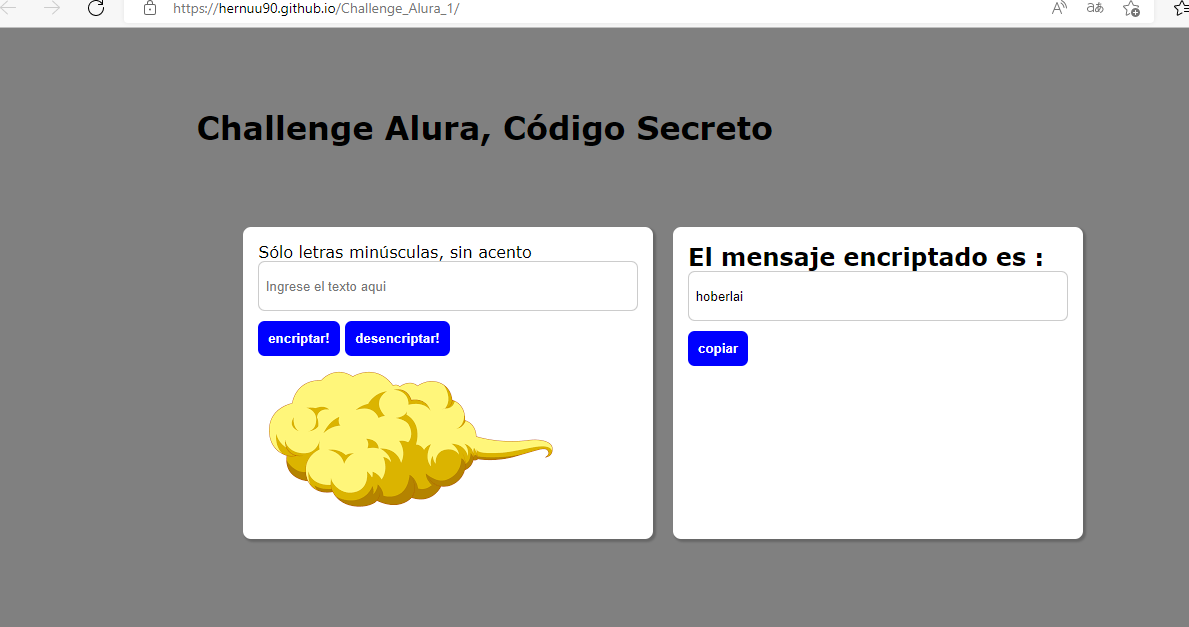 https://hernuu90.github.io/Challenge_Alura_1/
Challenge Alura, Código Secreto
Sólo letras minúsculas, sin acento
Ingrese el texto aqui
encriptar! desencriptar!
El mensaje encriptado es :
hoberlai
copiar